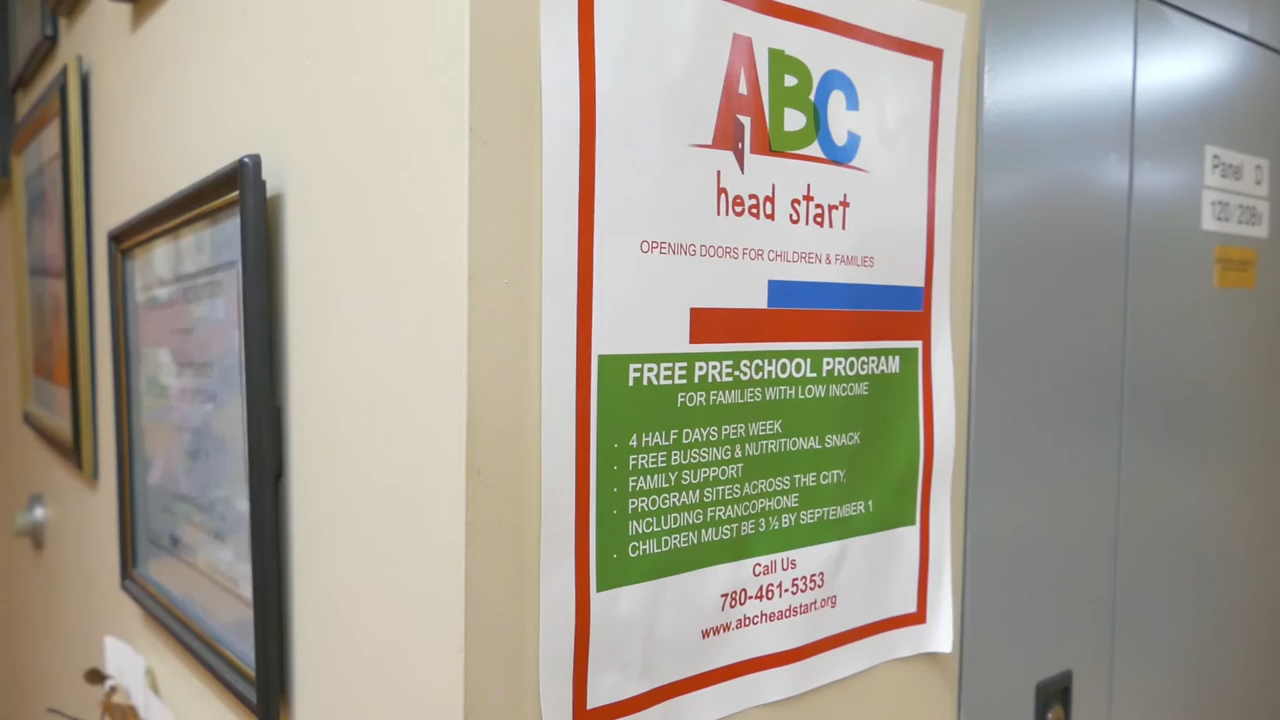 ABC
head start
OPENING DOORS FOR CHILDREN & FAMILIES
FREE PRE-SCHOOL PROGRAM
FOR FAMILIES WITH LOW INCOME
· 4 HALF DAYS PER WEEK
· FREE BUSSING & NUTRITIONAL SNACK
· FAMILY SUPPORT
· PROGRAM SITES ACROSS THE CITY,
INCLUDING FRANCOPHONE
· CHILDREN MUST BE 3 ½ BY SEPTEMBER 1
Call Us
780-461-5353
www.abcheadstart.org
Panel D
120/208v